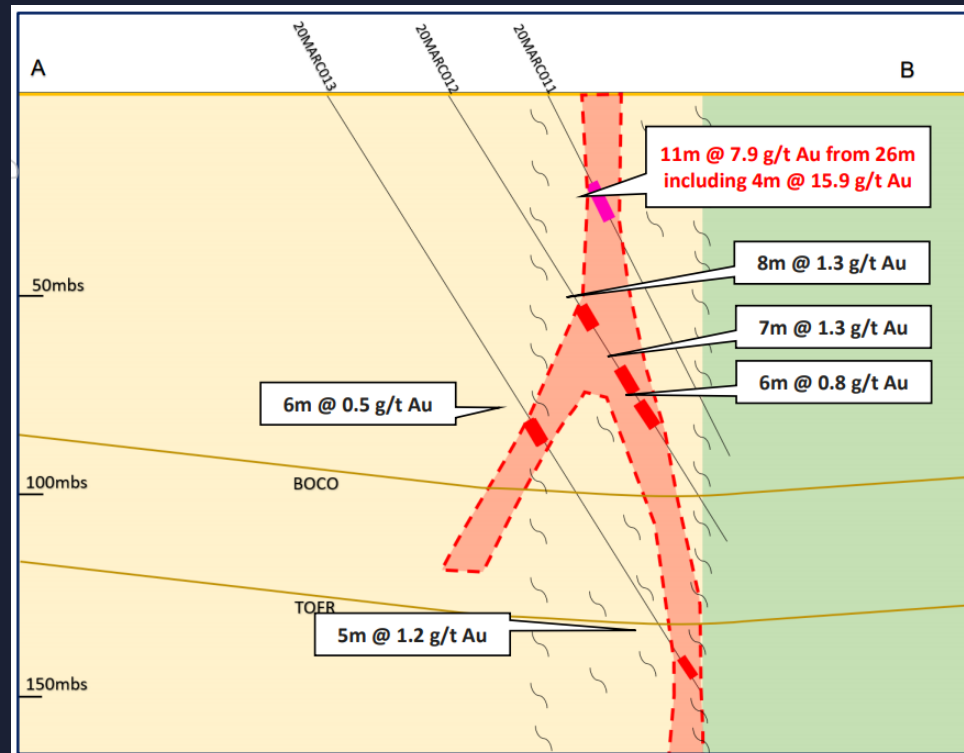 20MARC013
20MARC012
20MARC011
A
B
11m @ 7.9 g/t Au from 26m
including 4m @ 15.9 g/t Au
8m @ 1.3 g/t Au
50mbs
7m @ 1.3 g/t Au
6m @ 0.8 g/t Au
6m @ 0.5 g/t Au
100mbs
BOCO
TOFR
5m @ 1.2 g/t Au
150mbs